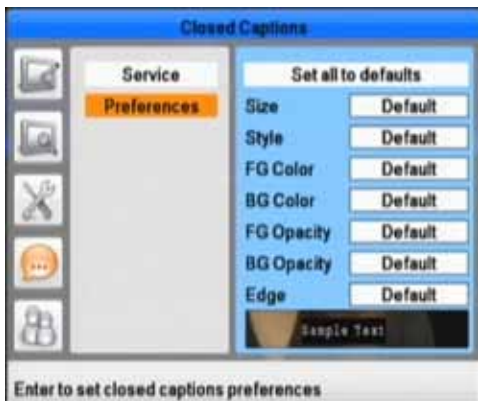 Closed Captions
Service
Preferences
Set all to defaults
Size Default
Style Default
FG Color Default
BG Color Default
FG Opacity Default
BG Opacity Default
Edge Default
Sample Text
Enter to set closed captions preferences